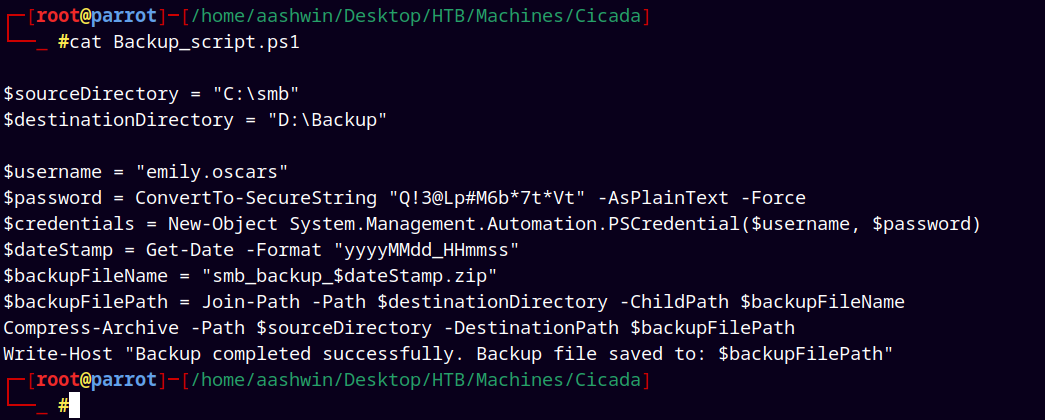 ┌─[root@parrot]─[/home/aashwin/Desktop/HTB/Machines/Cicada]
└──╼ #cat Backup_script.ps1
$sourceDirectory = "C:\smb"
$destinationDirectory = "D:\Backup"
$username = "emily.oscars"
$password = ConvertTo-SecureString "Q!3@Lp#M6b*7t*Vt" -AsPlainText -Force
$credentials = New-Object System.Management.Automation.PSCredential($username, $password)
$dateStamp = Get-Date -Format "yyyyMMdd_HHmmss"
$backupFileName = "smb_backup_$dateStamp.zip"
$backupFilePath = Join-Path -Path $destinationDirectory -ChildPath $backupFileName
Compress-Archive -Path $sourceDirectory -DestinationPath $backupFilePath
Write-Host "Backup completed successfully. Backup file saved to: $backupFilePath"
┌─[root@parrot]─[/home/aashwin/Desktop/HTB/Machines/Cicada]
└──╼ #